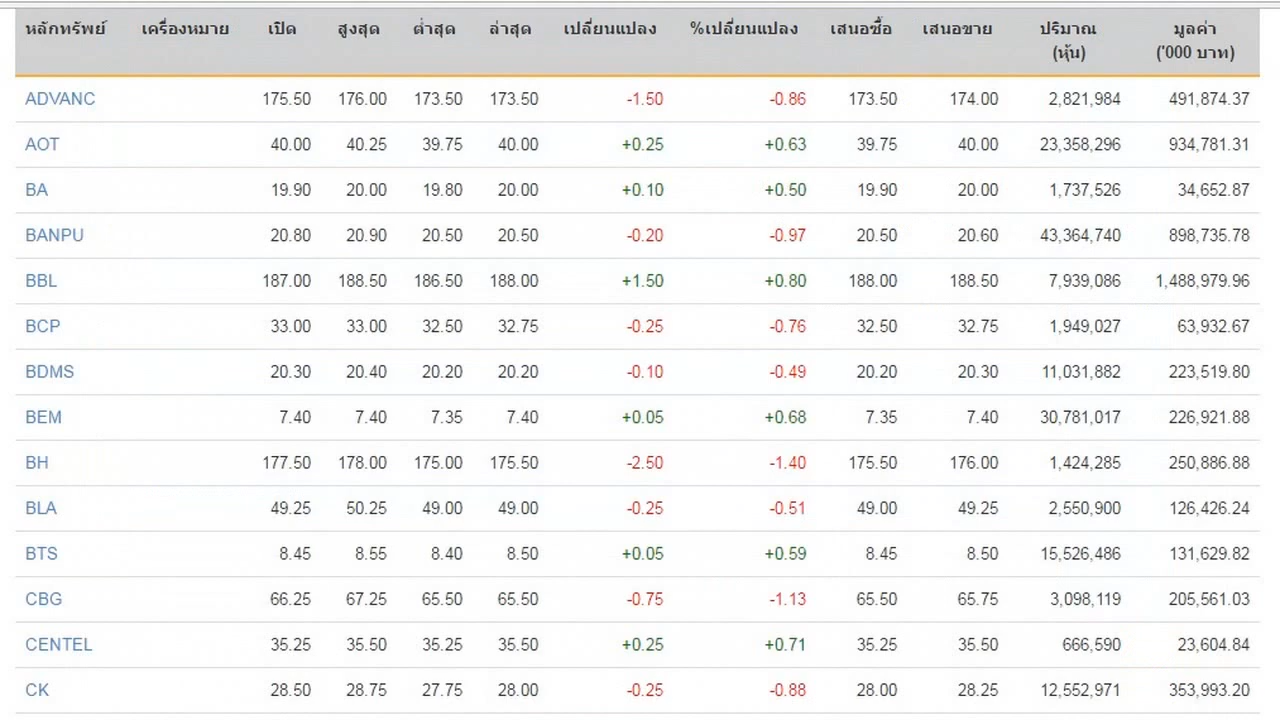 หลักทรัพย์ เครื่องหมาย เปิด สูงสุด ต่ำสุด ล่าสุด เปลี่ยนแปลง %เปลี่ยนแปลง เสนอซื้อ เสนอขาย ปริมาณ (หุ้น) มูลค่า ('000 บาท)
ADVANC 175.50 176.00 173.50 173.50 -1.50 -0.86 173.50 174.00 2,821,984 491,874.37
AOT 40.00 40.25 39.75 40.00 +0.25 +0.63 39.75 40.00 23,358,296 934,781.31
BA 19.90 20.00 19.80 20.00 +0.10 +0.50 19.90 20.00 1,737,526 34,652.87
BANPU 20.80 20.90 20.50 20.50 -0.20 -0.97 20.50 20.60 43,364,740 898,735.78
BBL 187.00 188.50 186.50 188.00 +1.50 +0.80 188.00 188.50 7,939,086 1,488,979.96
BCP 33.00 33.00 32.50 32.75 -0.25 -0.76 32.50 32.75 1,949,027 63,932.67
BDMS 20.30 20.40 20.20 20.20 -0.10 -0.49 20.20 20.30 11,031,882 223,519.80
BEM 7.40 7.40 7.35 7.40 +0.05 +0.68 7.35 7.40 30,781,017 226,921.88
BH 177.50 178.00 175.00 175.50 -2.50 -1.40 175.50 176.00 1,424,285 250,886.88
BLA 49.25 50.25 49.00 49.00 -0.25 -0.51 49.00 49.25 2,550,900 126,426.24
BTS 8.45 8.55 8.40 8.50 +0.05 +0.59 8.45 8.50 15,526,486 131,629.82
CBG 66.25 67.25 65.50 65.50 -0.75 -1.13 65.50 65.75 3,098,119 205,561.03
CENTEL 35.25 35.50 35.25 35.50 +0.25 +0.71 35.25 35.50 666,590 23,604.84
CK 28.50 28.75 27.75 28.00 -0.25 -0.88 28.00 28.25 12,552,971 353,993.20